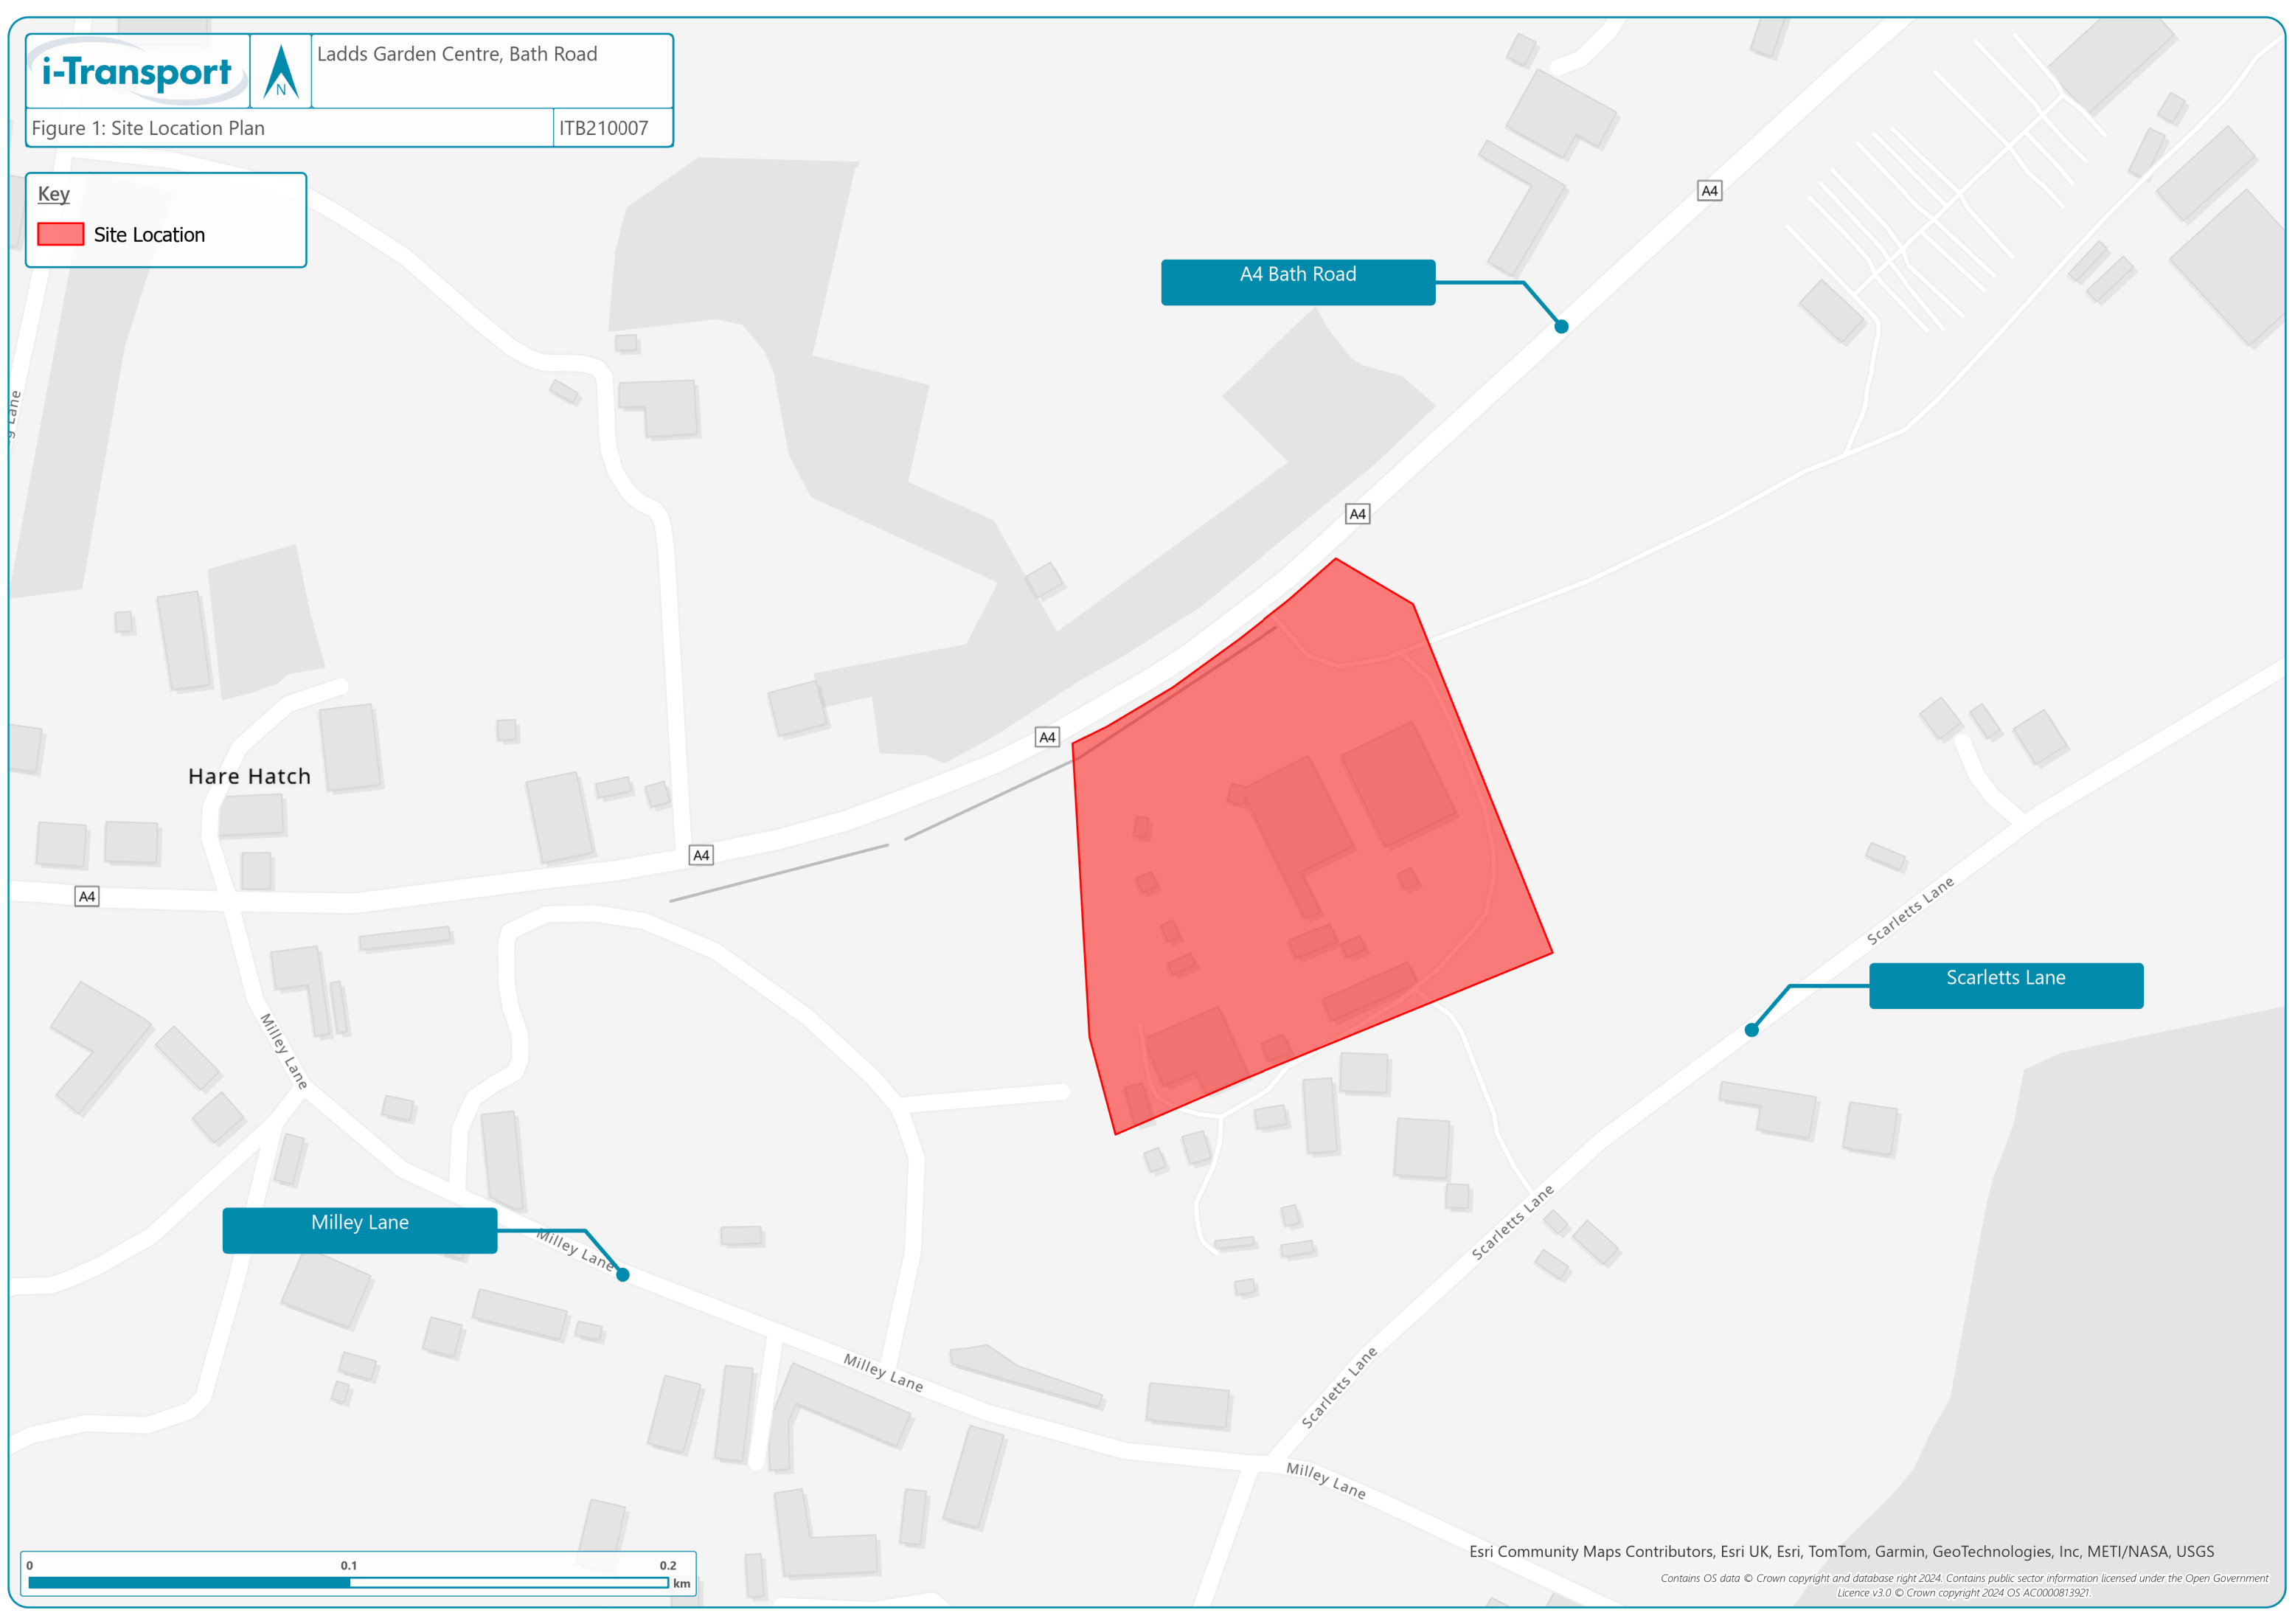 i-Transport
N
Ladds Garden Centre, Bath Road
Figure 1: Site Location Plan
ITB210007
Key
Site Location
A4
A4 Bath Road
g Lane
A4
A4
Hare Hatch
A4
A4
Scarletts Lane
Scarletts Lane
Milley Lane
Milley Lane
Milley Lane
Scarletts Lane
Milley Lane
Scarletts Lane
Milley Lane
0 0.1 0.2
km
Esri Community Maps Contributors, Esri UK, Esri, TomTom, Garmin, GeoTechnologies, Inc, METI/NASA, USGS
Contains OS data © Crown copyright and database right 2024. Contains public sector information licensed under the Open Government
Licence v3.0 © Crown copyright 2024 OS AC0000813921.